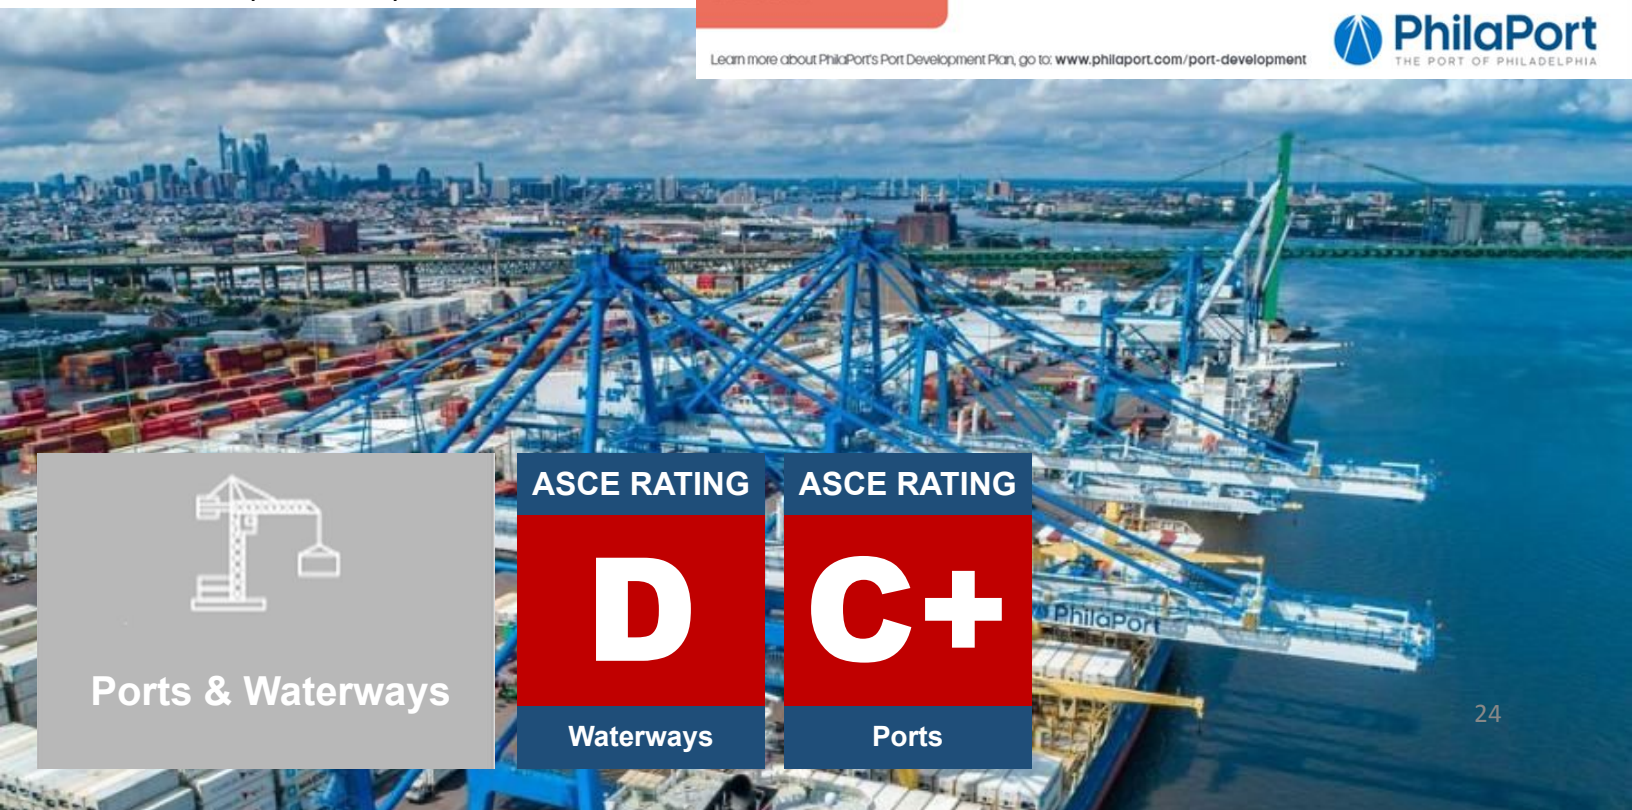 Learn more about PhilaPort's Port Development Plan, go to: www.philaport.com/port-development
PhilaPort
THE PORT OF PHILADELPHIA
ASCE RATING
ASCE RATING
D
C+
PhilaPort
Ports & Waterways
Waterways
Ports
24